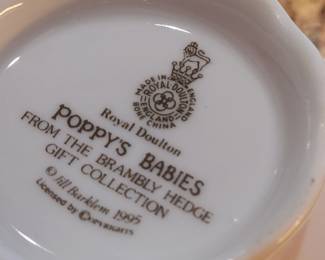 MADE IN ENGLAND
ROYAL DOULTON
ENGLAND
BONE CHINA
Royal Doulton
POPPY'S BABIES
FROM THE BRAMBLY HEDGE
GIFT COLLECTION
© Jill Barklem 1995
Licensed by COPYRIGHTS